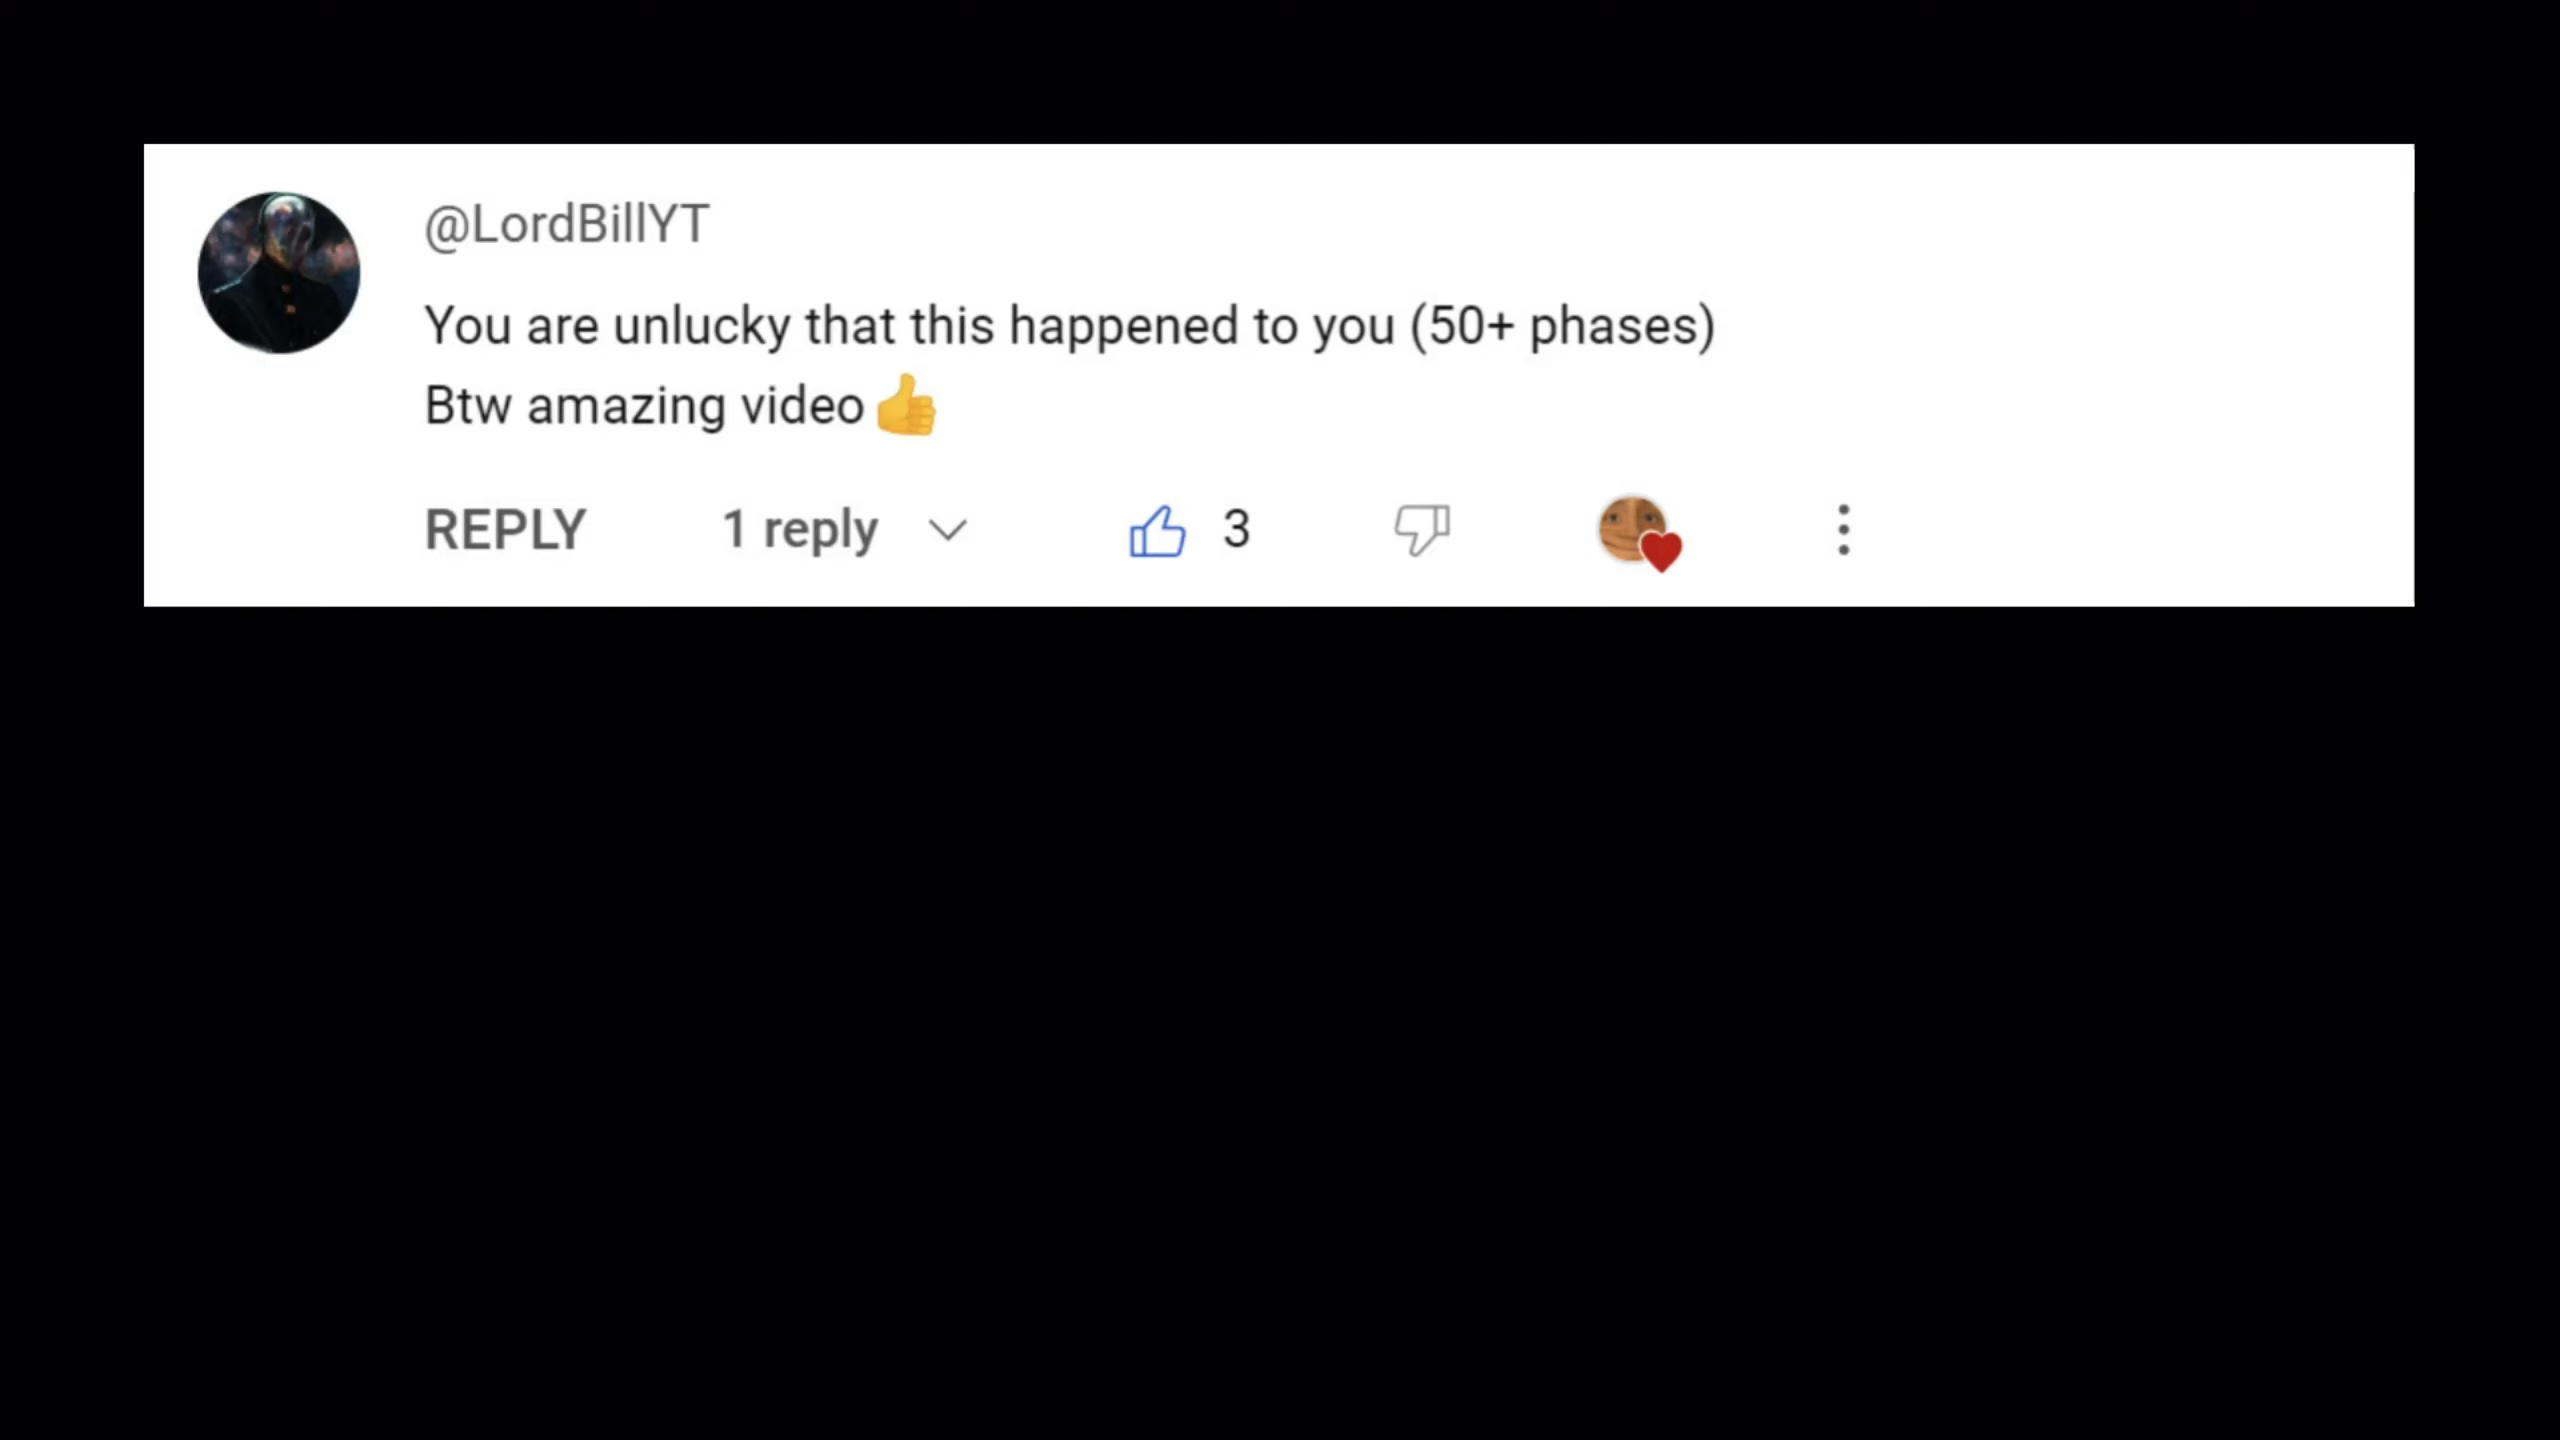 @LordBillYT
You are unlucky that this happened to you (50+ phases)
Btw amazing video👍
REPLY 1 reply 3